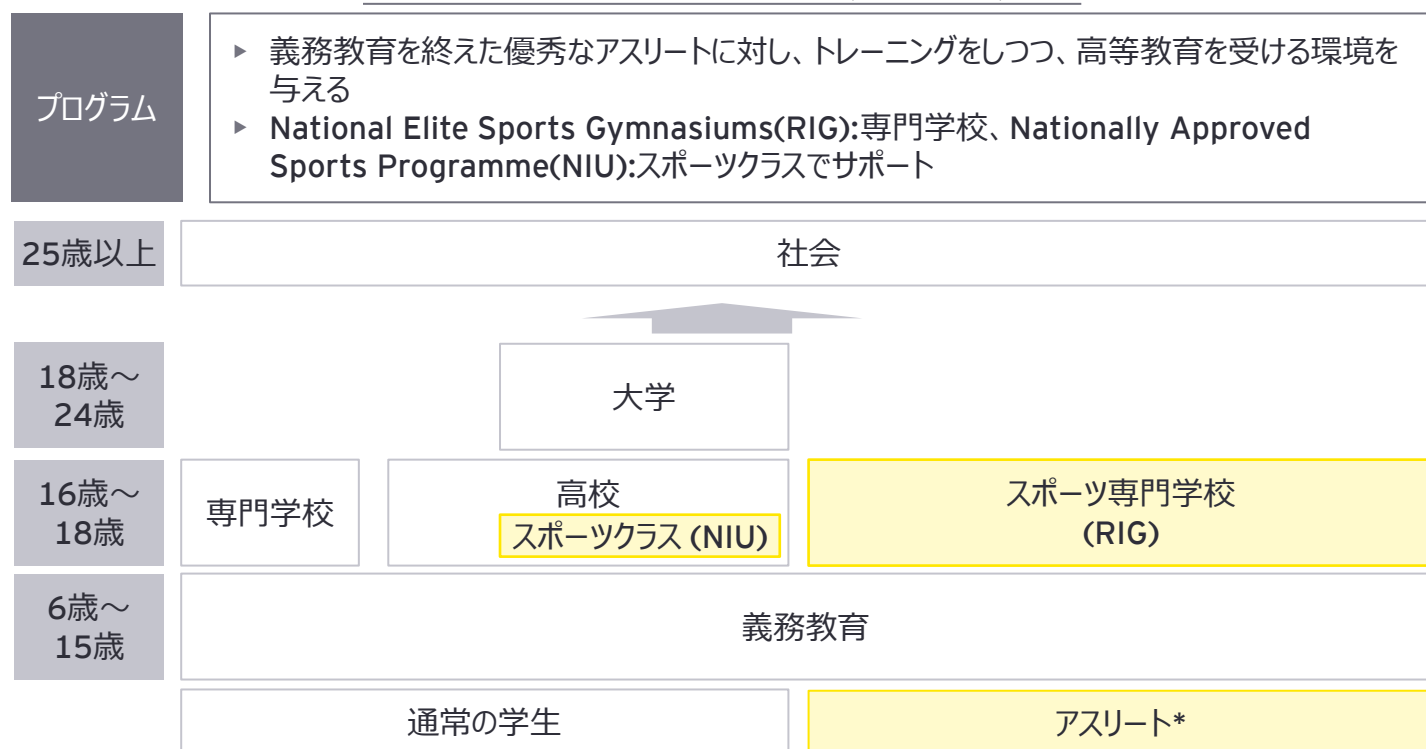 プログラム
▶ 義務教育を終えた優秀なアスリートに対し、トレーニングをしつつ、高等教育を受ける環境を
与える
▶ National Elite Sports Gymnasiums(RIG):専門学校、Nationally Approved
Sports Programme(NIU):スポーツクラスでサポート
25歳以上
社会
18歳～
24歳
大学
16歳～
18歳
専門学校
高校
スポーツクラス (NIU)
スポーツ専門学校
(RIG)
6歳～
15歳
義務教育
通常の学生
アスリート*